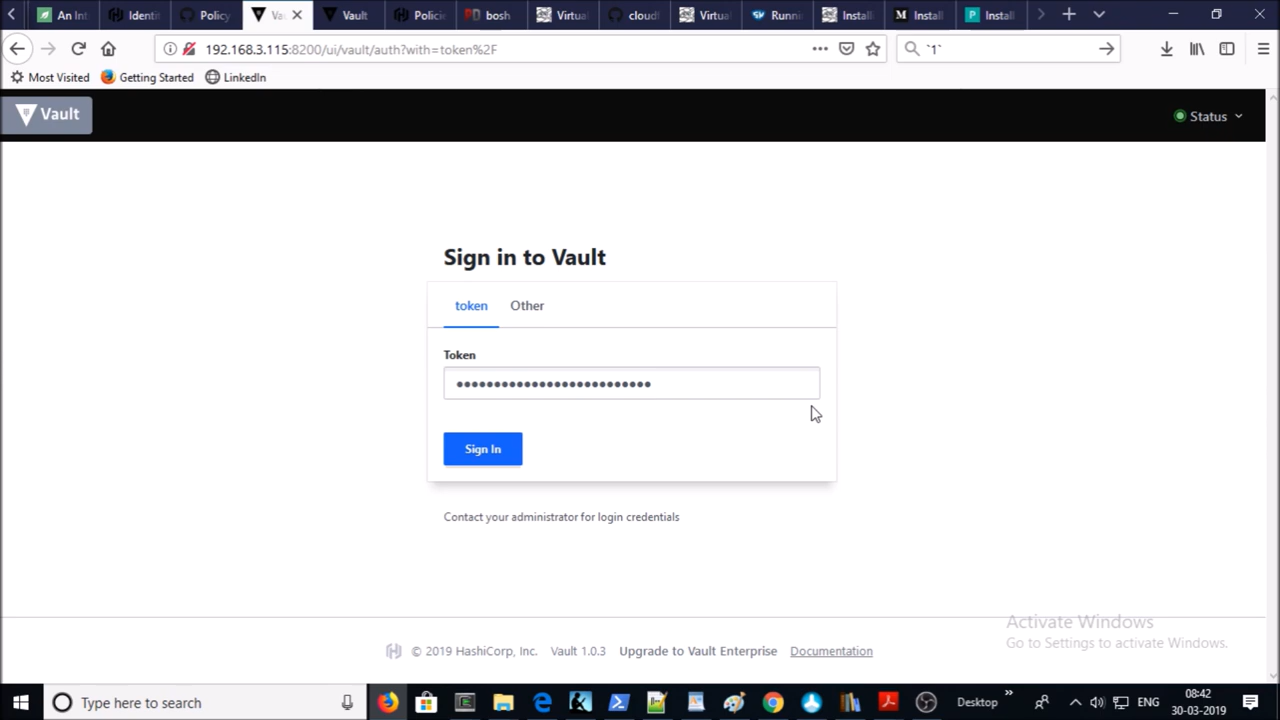 An Int
Identi
Policy
Va
Vault
Policie
bosh
Virtua
cloudf
Virtua
Runni
Install
Install
Install
192.168.3.115:8200/ui/vault/auth?with=token%2F
`1`
Most Visited
Getting Started
LinkedIn
Vault
Status
Sign in to Vault
token
Other
Token
••••••••••••••••••••••••••
Sign In
Contact your administrator for login credentials
Activate Windows
Go to Settings to activate Windows.
© 2019 HashiCorp, Inc. Vault 1.0.3 Upgrade to Vault Enterprise Documentation
Type here to search
Desktop
ENG
08:42
30-03-2019